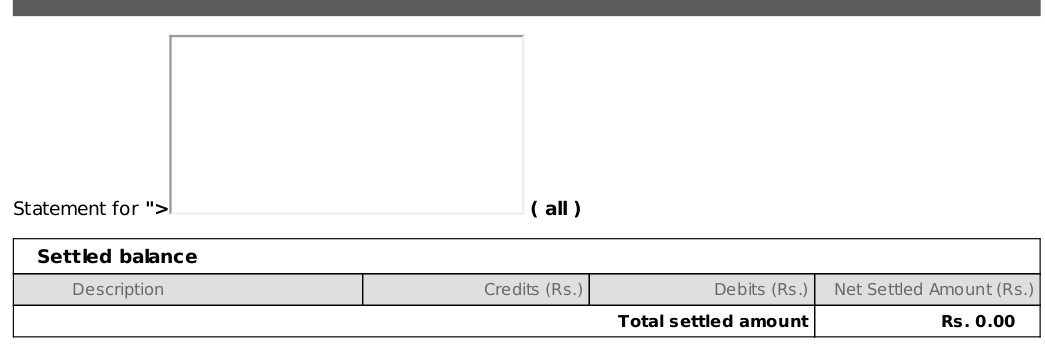 Statement for "> ( all )
Settled balance
Description Credits (Rs.) Debits (Rs.) Net Settled Amount (Rs.)
Total settled amount Rs. 0.00